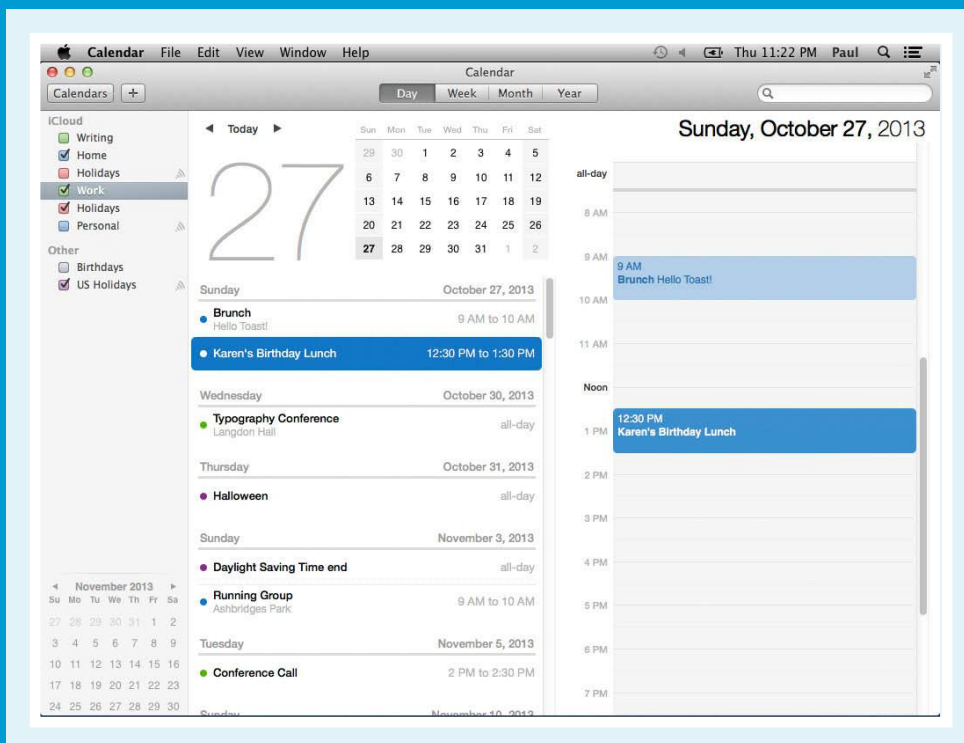 Calendar File Edit View Window Help Thu 11:22 PM Paul
Calendar
Calendars + Day Week Month Year
iCloud
Writing
Home
Holidays
Work
Holidays
Personal
Other
Birthdays
US Holidays
November 2013
Su Mo Tu We Th Fr Sa
27 28 29 30 31 1 2
3 4 5 6 7 8 9
10 11 12 13 14 15 16
17 18 19 20 21 22 23
24 25 26 27 28 29 30
Today
27
Sun Mon Tue Wed Thu Fri Sat
29 30 1 2 3 4 5
6 7 8 9 10 11 12
13 14 15 16 17 18 19
20 21 22 23 24 25 26
27 28 29 30 31 1 2
Sunday October 27, 2013
Brunch 9 AM to 10 AM
Hello Toast!
Karen's Birthday Lunch 12:30 PM to 1:30 PM
Wednesday October 30, 2013
Typography Conference all-day
Langdon Hall
Thursday October 31, 2013
Halloween all-day
Sunday November 3, 2013
Daylight Saving Time end all-day
Running Group 9 AM to 10 AM
Ashbridges Park
Tuesday November 5, 2013
Conference Call 2 PM to 2:30 PM
Sunday November 10, 2013
Sunday, October 27, 2013
all-day
8 AM
9 AM
9 AM
Brunch Hello Toast!
10 AM
11 AM
Noon
12:30 PM
1 PM Karen's Birthday Lunch
2 PM
3 PM
4 PM
5 PM
6 PM
7 PM